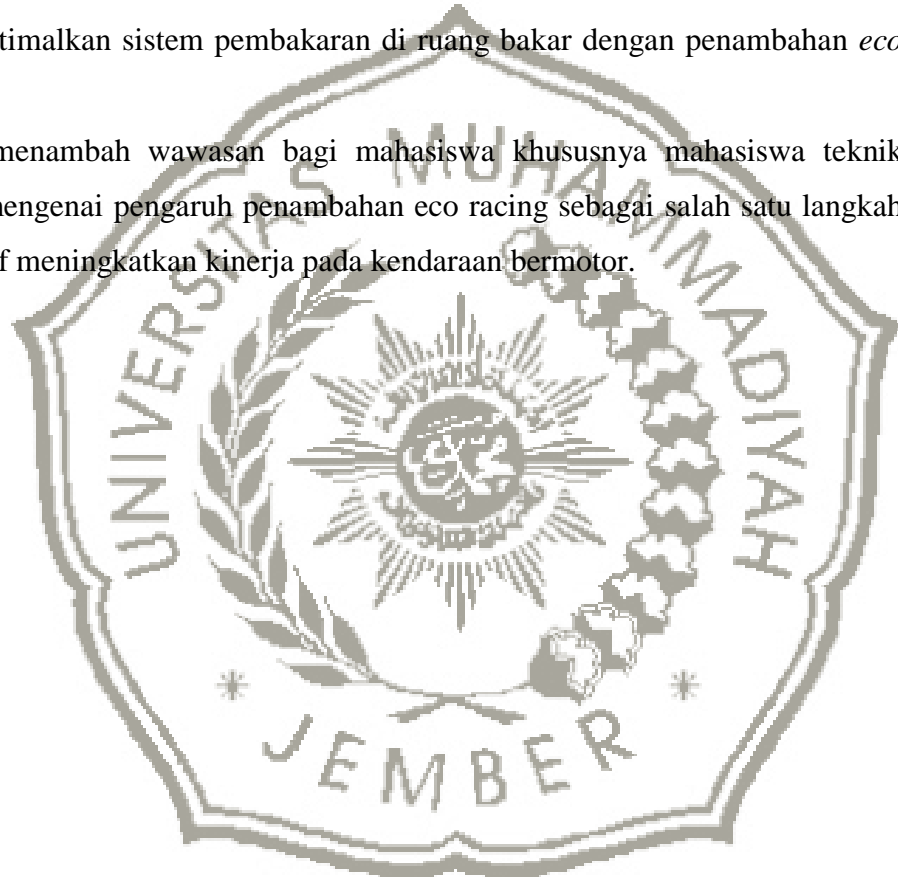 timalkan sistem pembakaran di ruang bakar dengan penambahan eco
menambah wawasan bagi mahasiswa khususnya mahasiswa teknik
mengenai pengaruh penambahan eco racing sebagai salah satu langkah
f meningkatkan kinerja pada kendaraan bermotor.
UNIVERSITAS MUHAMMADIYAH
JEMBER